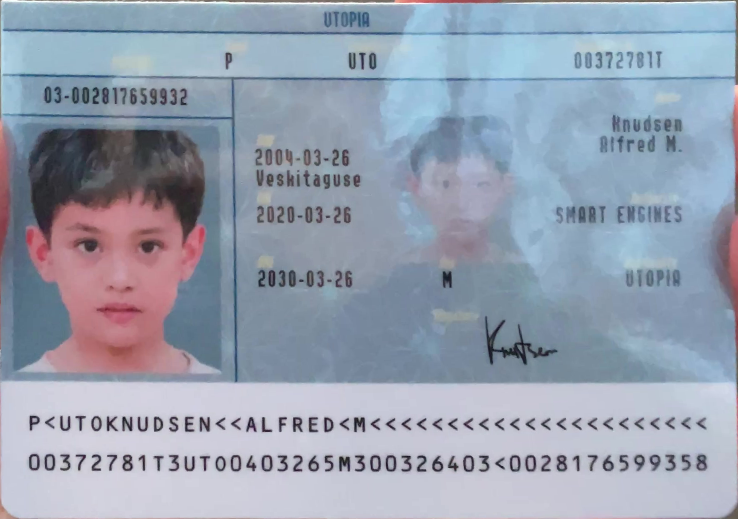 UTOPIA
P UTO 00372781T
03-002817659932
Knudsen
Alfred M.
2004-03-26
Veskitaguse
2020-03-26 SMART ENGINES
2030-03-26 M UTOPIA
Knutsen
P<UTOKNUDSEN<<ALFRED<M<<<<<<<<<<<<<<<<<<<<<<
00372781T3UTO0403265M300326403<0028176599358